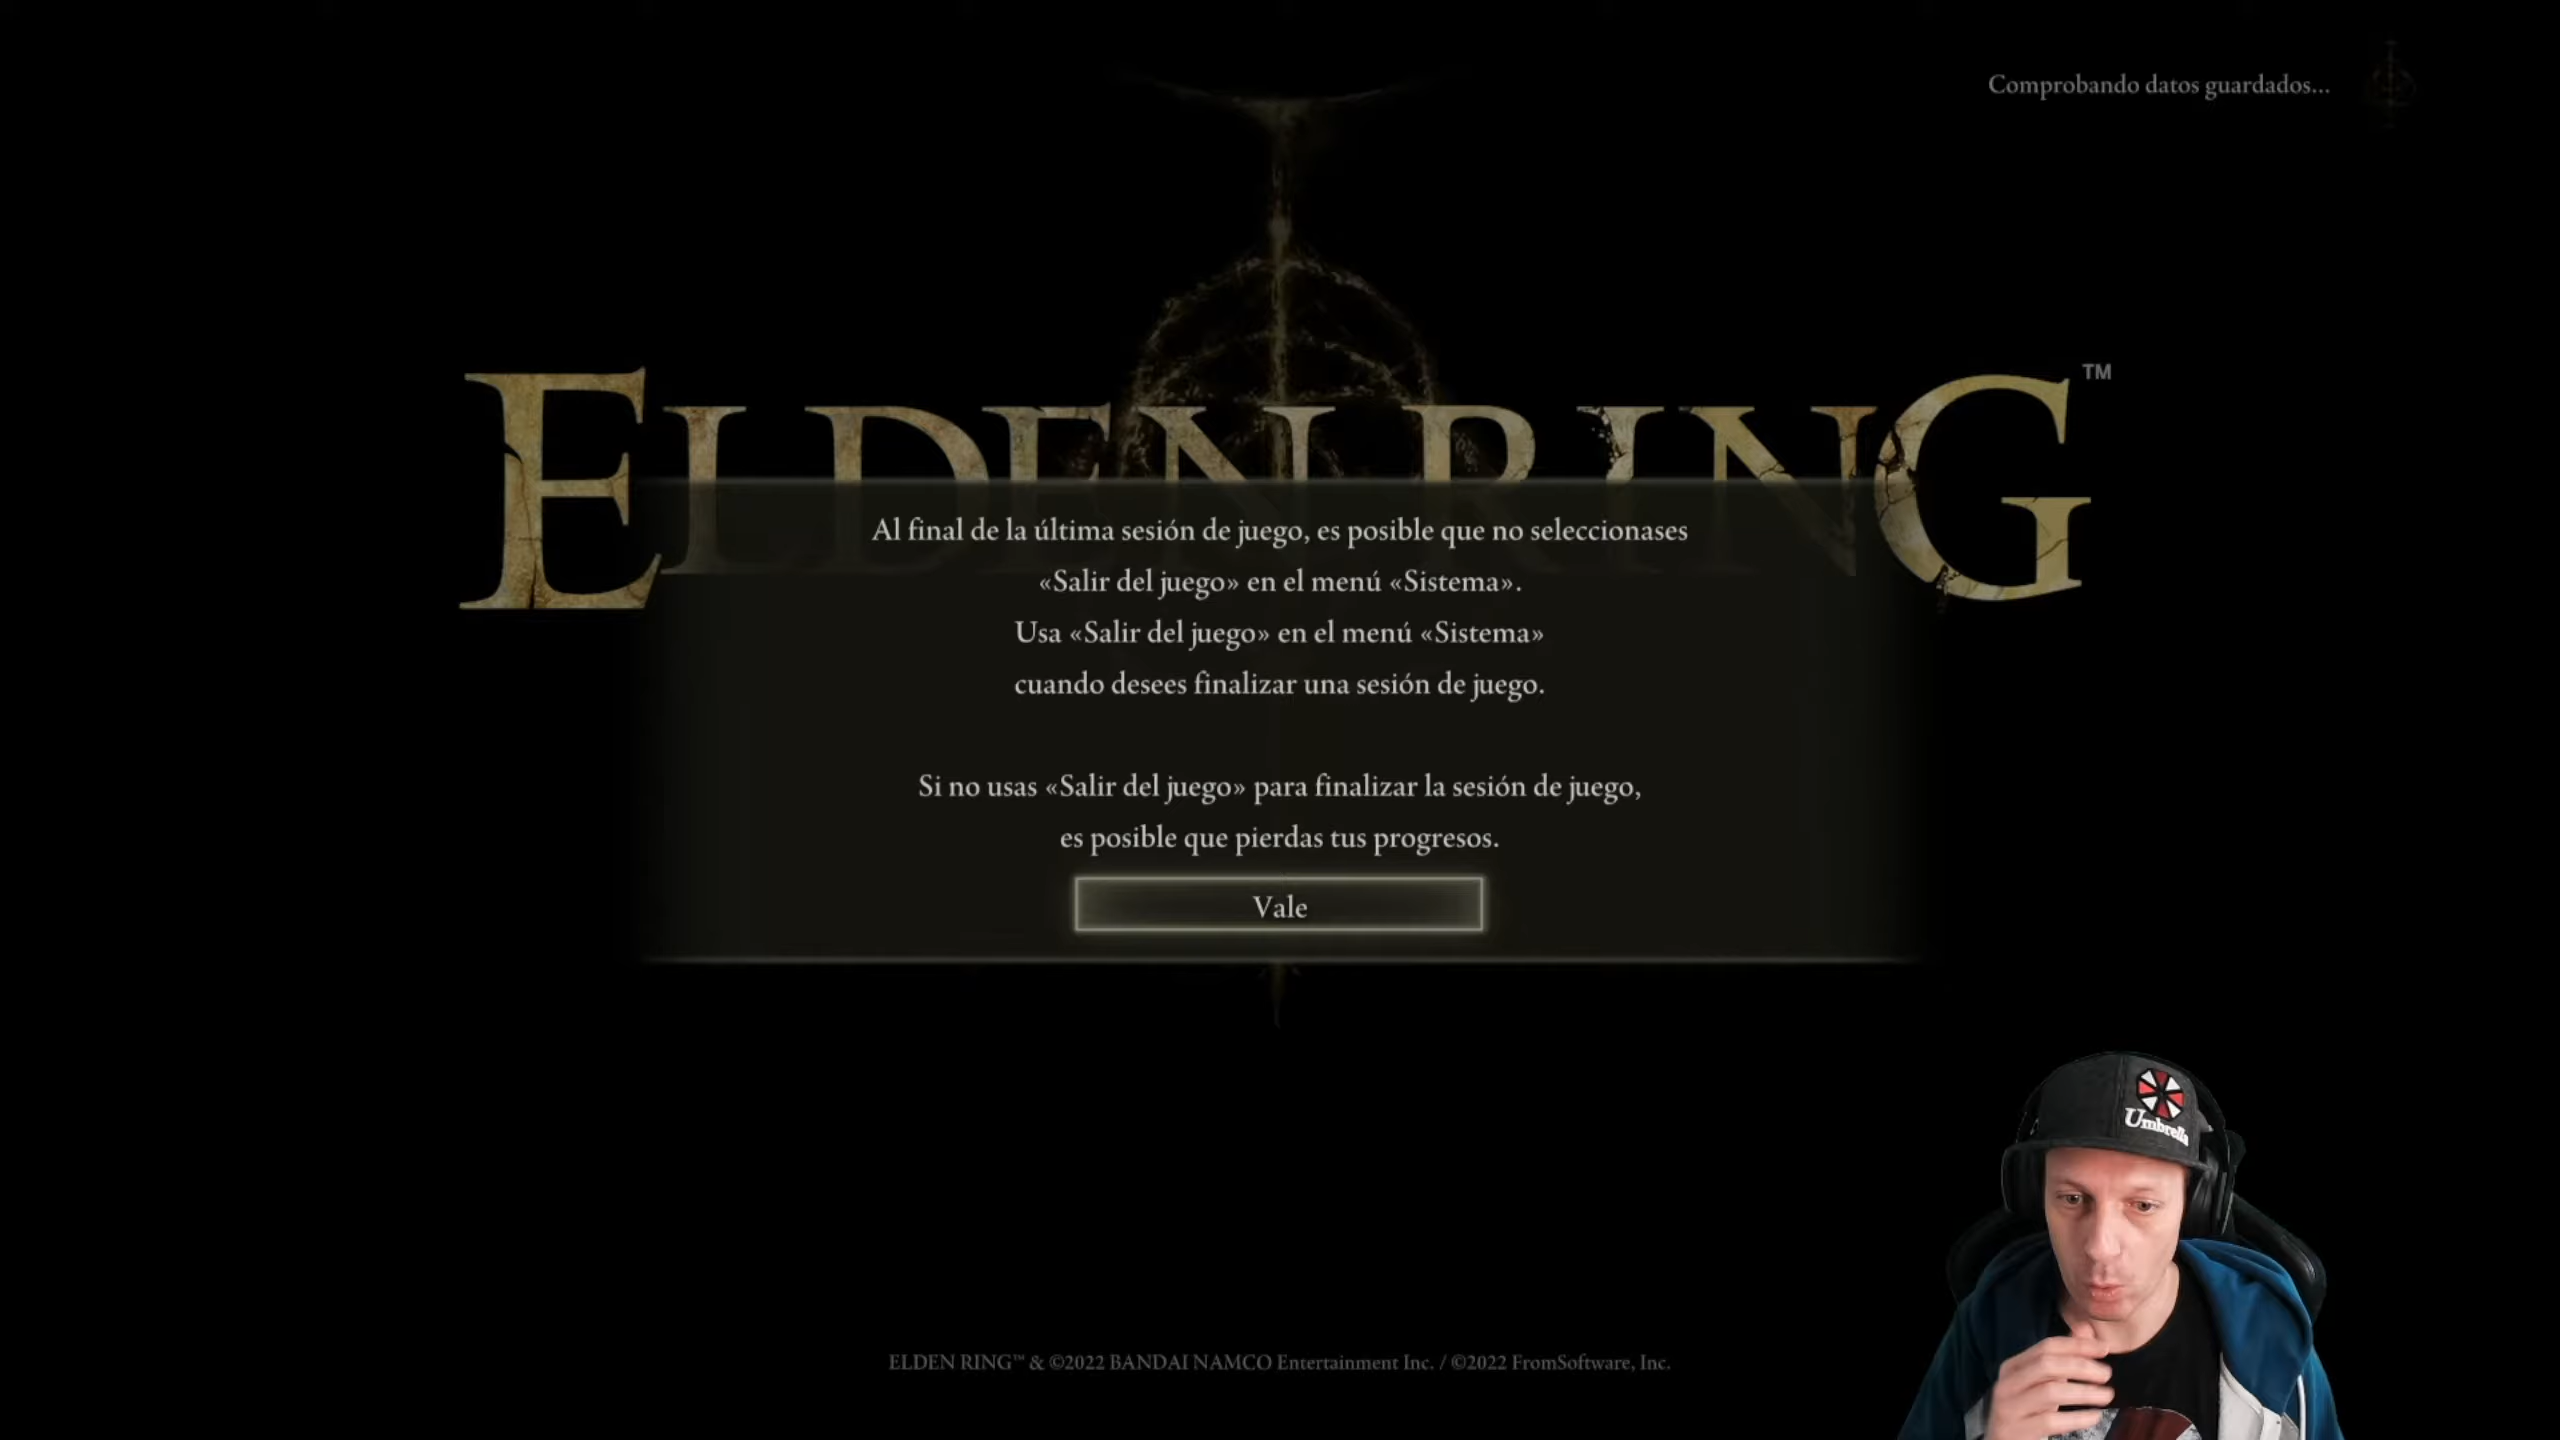 Comprobando datos guardados...
ELDEN RING™
Al final de la última sesión de juego, es posible que no seleccionases
«Salir del juego» en el menú «Sistema».
Usa «Salir del juego» en el menú «Sistema»
cuando desees finalizar una sesión de juego.
Si no usas «Salir del juego» para finalizar la sesión de juego,
es posible que pierdas tus progresos.
Vale
Umbrella
ELDEN RING™ & ©2022 BANDAI NAMCO Entertainment Inc. / ©2022 FromSoftware, Inc.